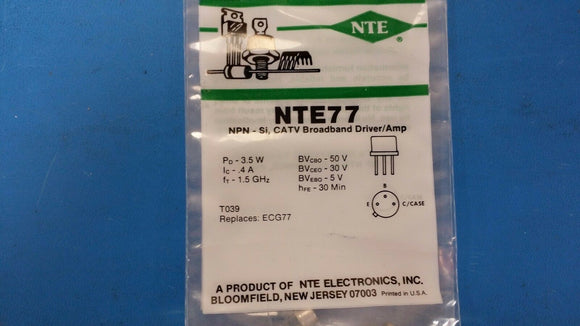 NTE
®
NTE77
NPN - Si, CATV Broadband Driver/Amp
PD - 3.5 W
IC - .4 A
fT - 1.5 GHz
BVCBO - 50 V
BVCEO - 30 V
BVEBO - 5 V
hFE - 30 Min
B
E
C/CASE
T039
Replaces: ECG77
A PRODUCT OF NTE ELECTRONICS, INC.
BLOOMFIELD, NEW JERSEY 07003 Printed in U.S.A.